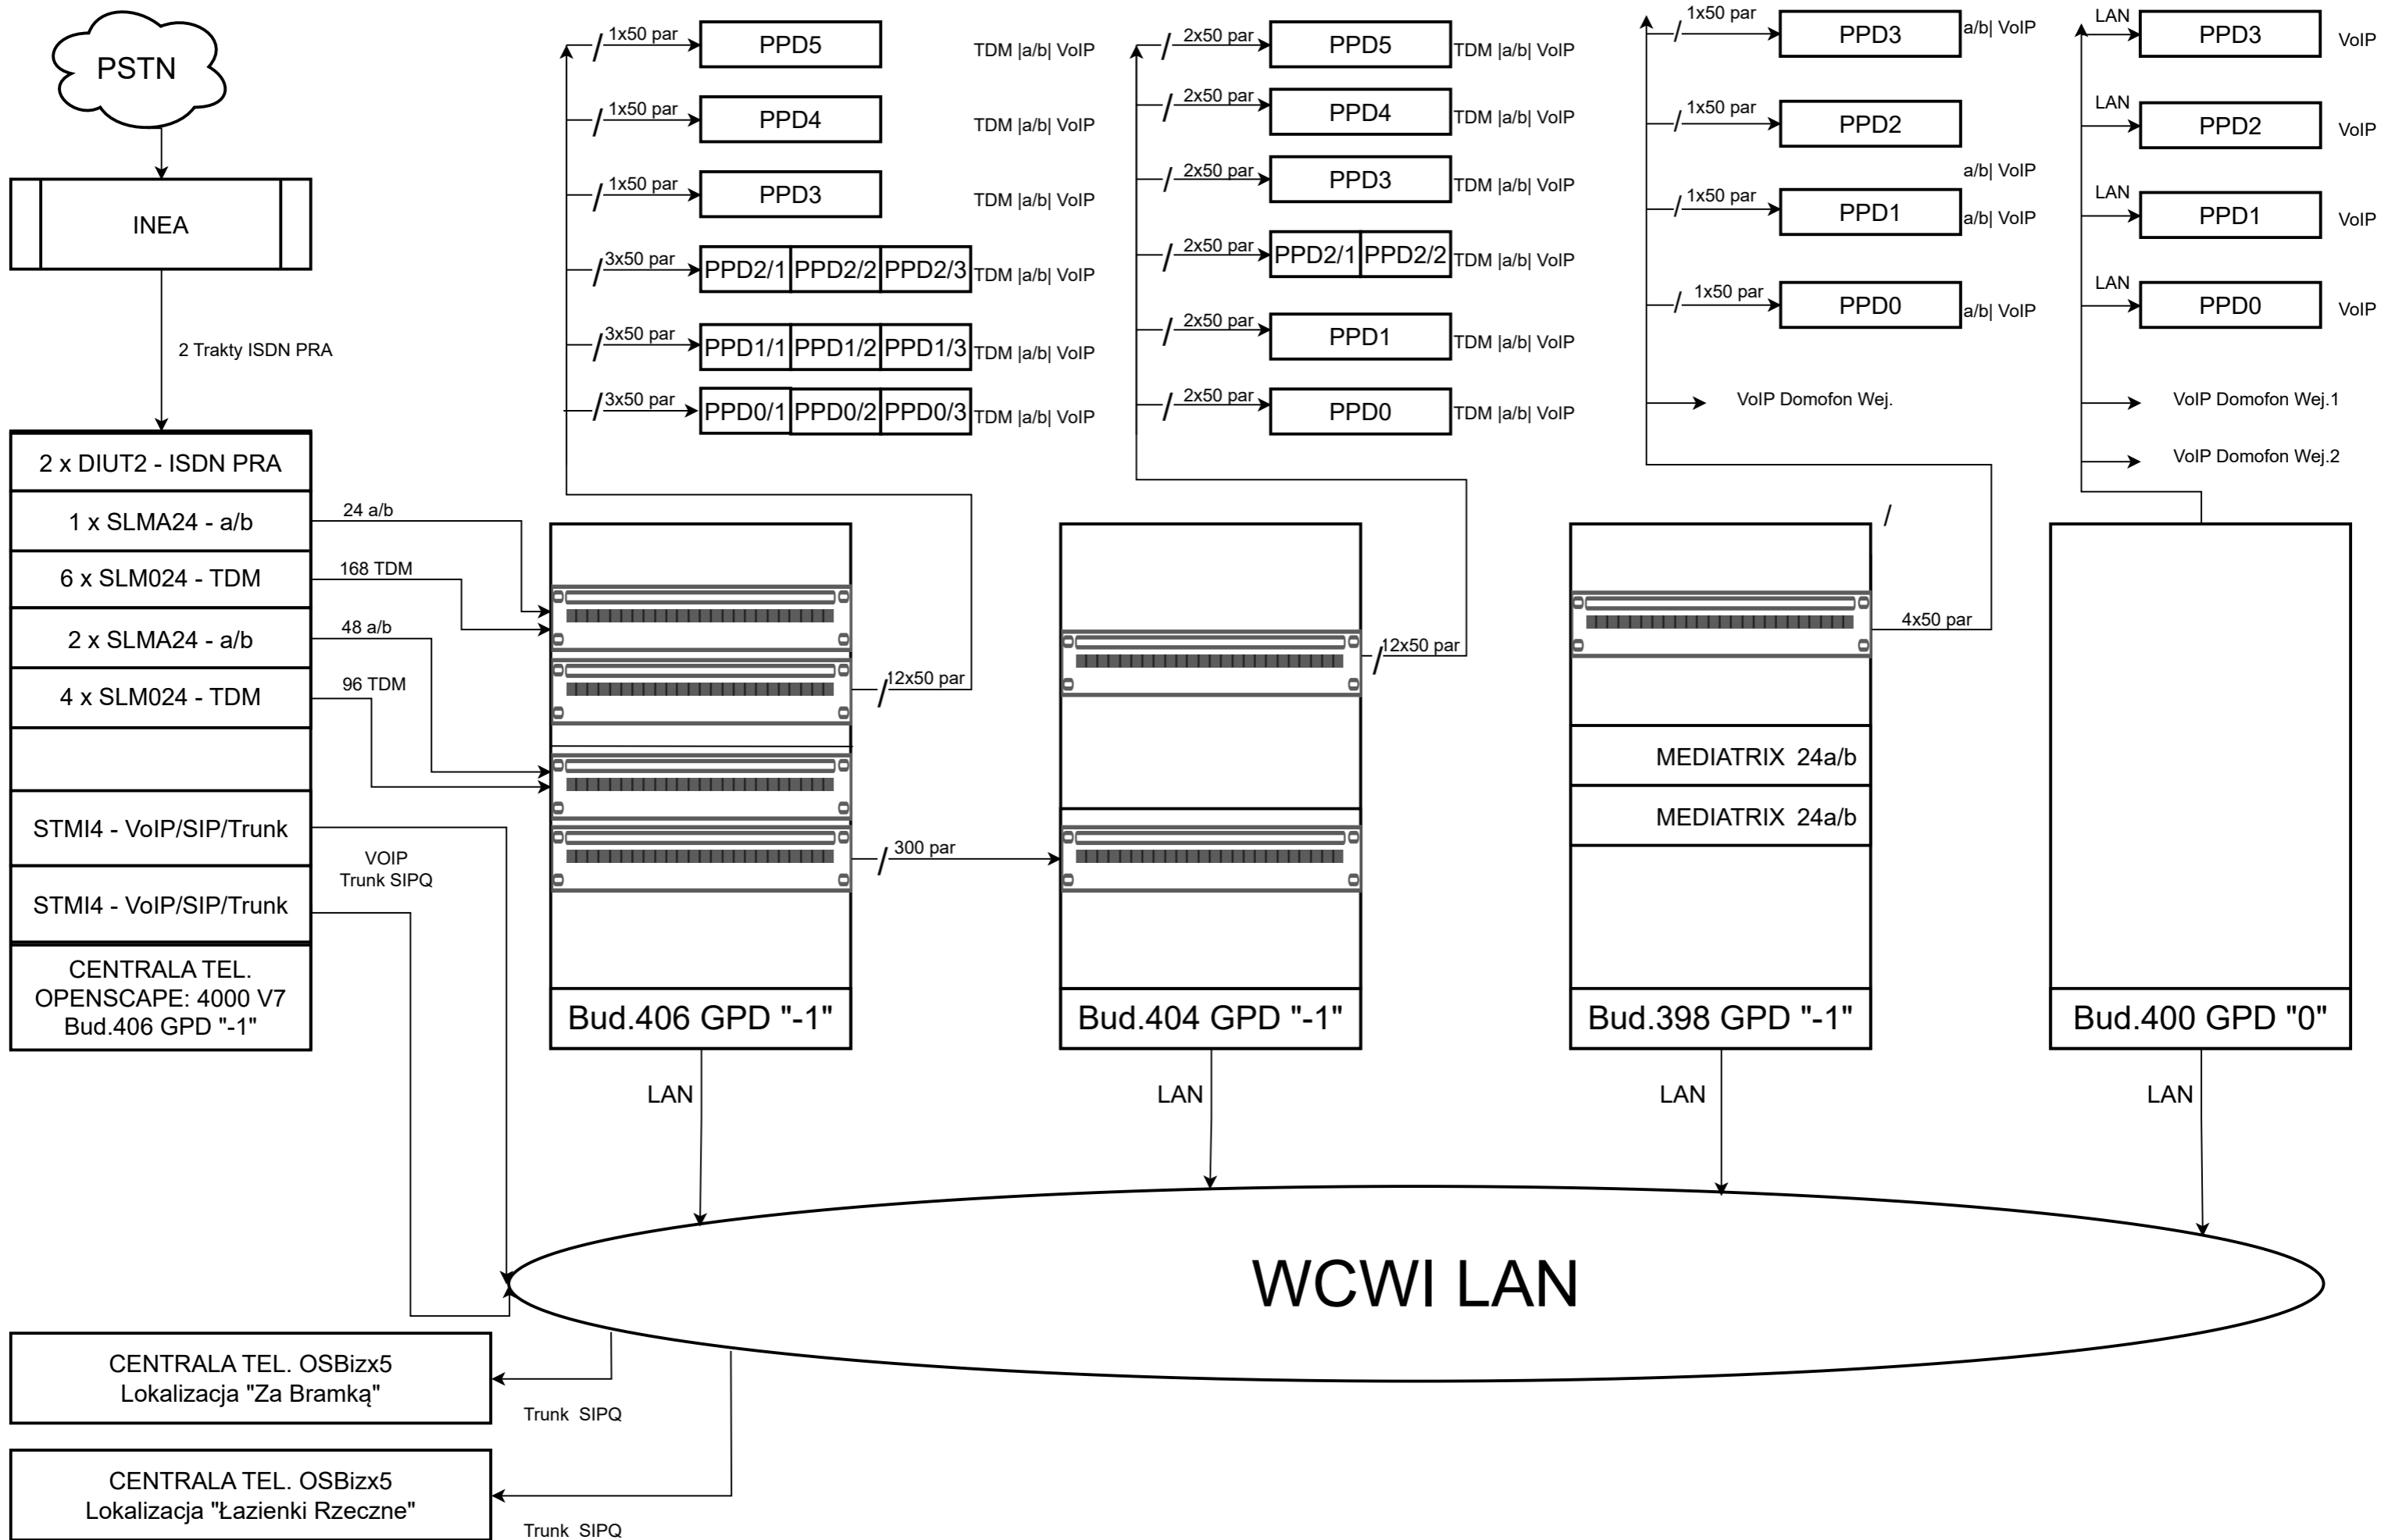 PSTN
INEA
2 Trakty ISDN PRA
2 x DIUT2 - ISDN PRA
1 x SLMA24 - a/b
6 x SLM024 - TDM
2 x SLMA24 - a/b
4 x SLM024 - TDM
STMI4 - VoIP/SIP/Trunk
STMI4 - VoIP/SIP/Trunk
CENTRALA TEL.
OPENSCAPE: 4000 V7
Bud.406 GPD "-1"
24 a/b
168 TDM
48 a/b
96 TDM
VOIP
Trunk SIPQ
1x50 par
PPD5
TDM |a/b| VoIP
1x50 par
PPD4
TDM |a/b| VoIP
1x50 par
PPD3
TDM |a/b| VoIP
3x50 par
PPD2/1 PPD2/2 PPD2/3
TDM |a/b| VoIP
3x50 par
PPD1/1 PPD1/2 PPD1/3
TDM |a/b| VoIP
3x50 par
PPD0/1 PPD0/2 PPD0/3
TDM |a/b| VoIP
12x50 par
300 par
Bud.406 GPD "-1"
LAN
2x50 par
PPD5
TDM |a/b| VoIP
2x50 par
PPD4
TDM |a/b| VoIP
2x50 par
PPD3
TDM |a/b| VoIP
2x50 par
PPD2/1 PPD2/2
TDM |a/b| VoIP
2x50 par
PPD1
TDM |a/b| VoIP
2x50 par
PPD0
TDM |a/b| VoIP
12x50 par
Bud.404 GPD "-1"
LAN
1x50 par
PPD3
a/b| VoIP
1x50 par
PPD2
a/b| VoIP
1x50 par
PPD1
a/b| VoIP
1x50 par
PPD0
a/b| VoIP
VoIP Domofon Wej.
/
4x50 par
MEDIATRIX 24a/b
MEDIATRIX 24a/b
Bud.398 GPD "-1"
LAN
LAN
PPD3
VoIP
LAN
PPD2
VoIP
LAN
PPD1
VoIP
LAN
PPD0
VoIP
VoIP Domofon Wej.1
VoIP Domofon Wej.2
Bud.400 GPD "0"
LAN
WCWI LAN
CENTRALA TEL. OSBizx5
Lokalizacja "Za Bramką"
Trunk SIPQ
CENTRALA TEL. OSBizx5
Lokalizacja "Łazienki Rzeczne"
Trunk SIPQ